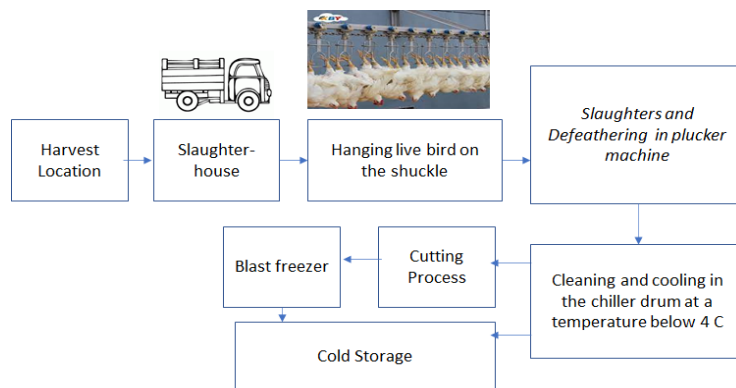 Harvest
Location
Slaughter-
house
Hanging live bird on
the shuckle
Slaughters and
Defeathering in plucker
machine
Blast freezer
Cutting
Process
Cleaning and cooling in
the chiller drum at a
temperature below 4 C
Cold Storage